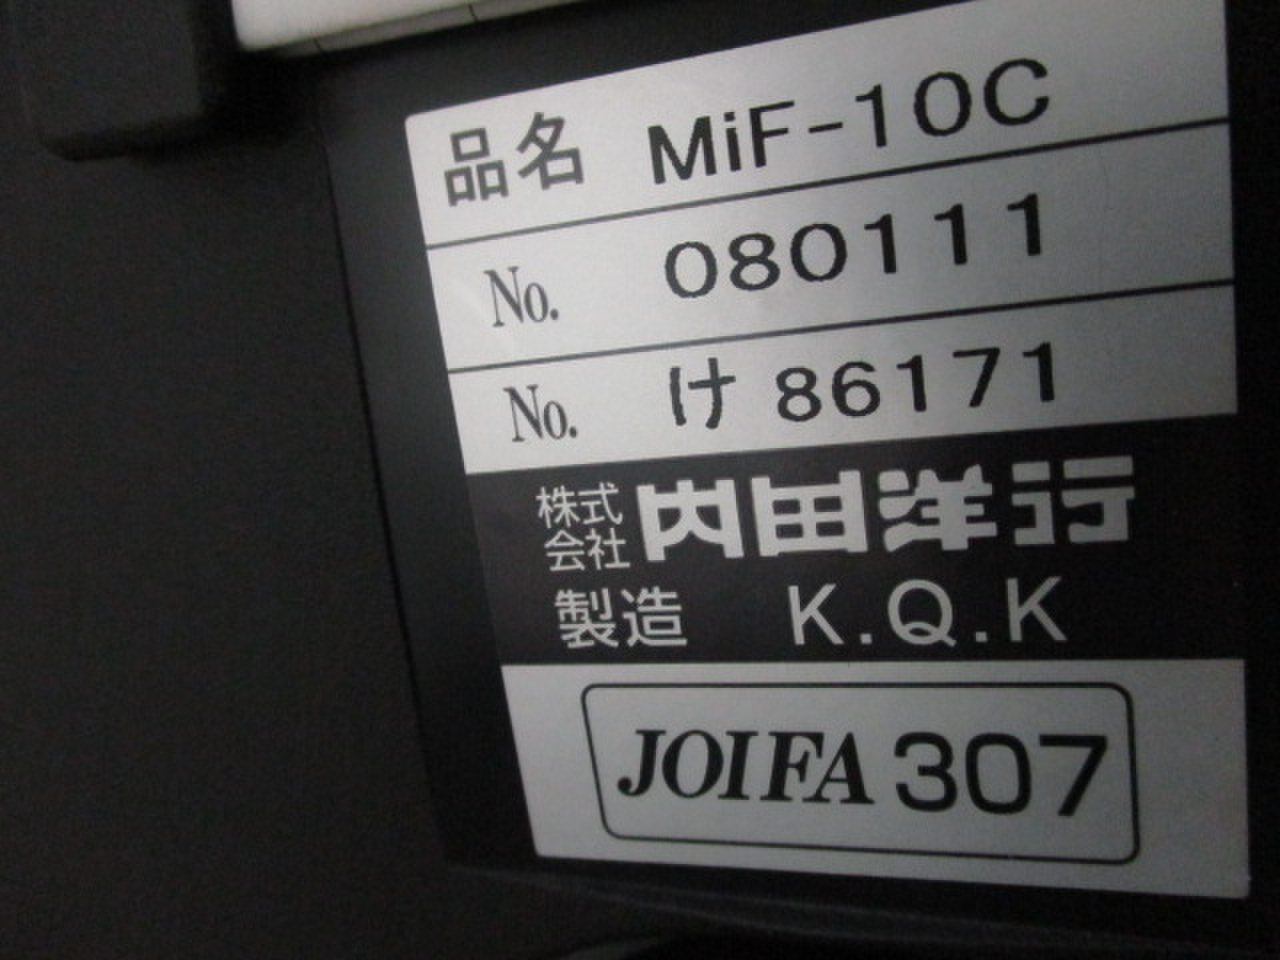 品名 MiF-10C
No. 080111
No. け 86171
株式会社 内田洋行
製造 K.Q.K
JOIFA 307